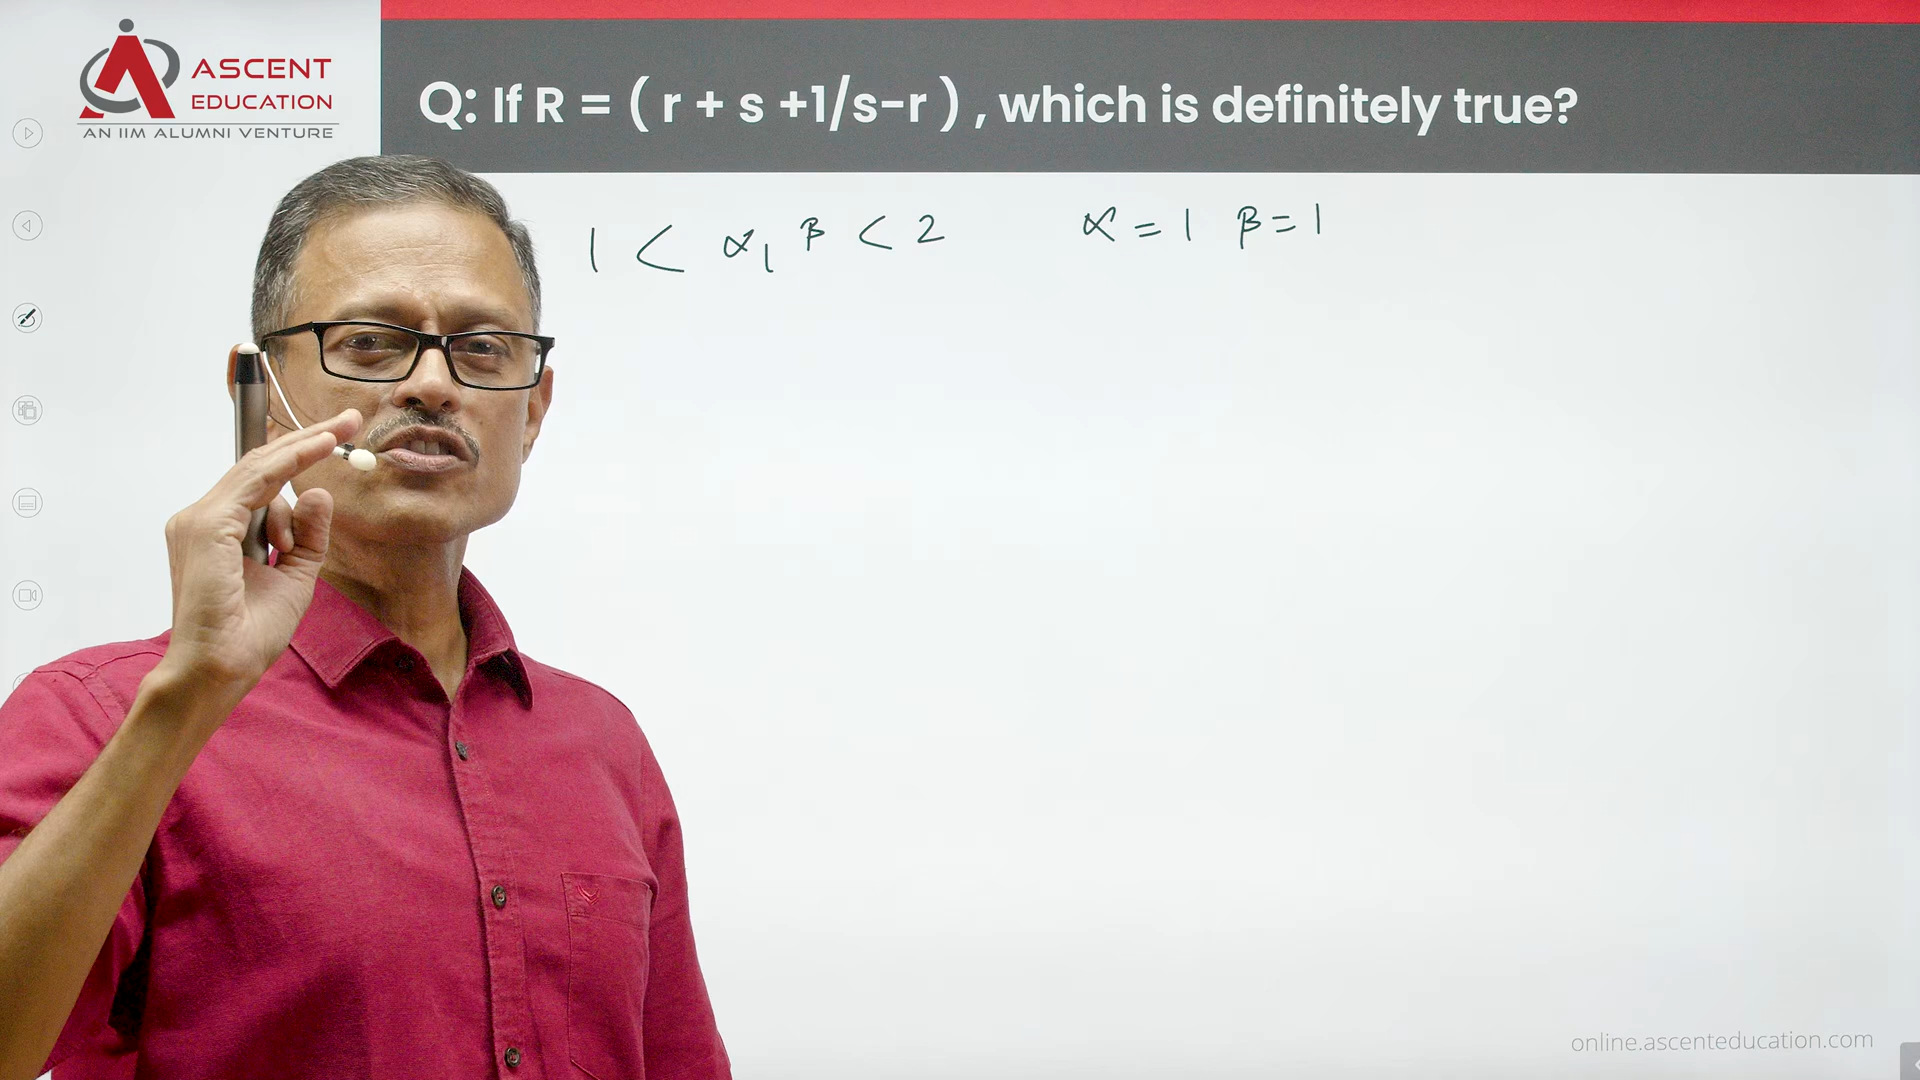 ASCENT
EDUCATION
AN IIM ALUMNI VENTURE
Q: If R = ( r + s +1/s-r ) , which is definitely true?
1 < α, β < 2 α = 1 β = 1
online.ascenteducation.com